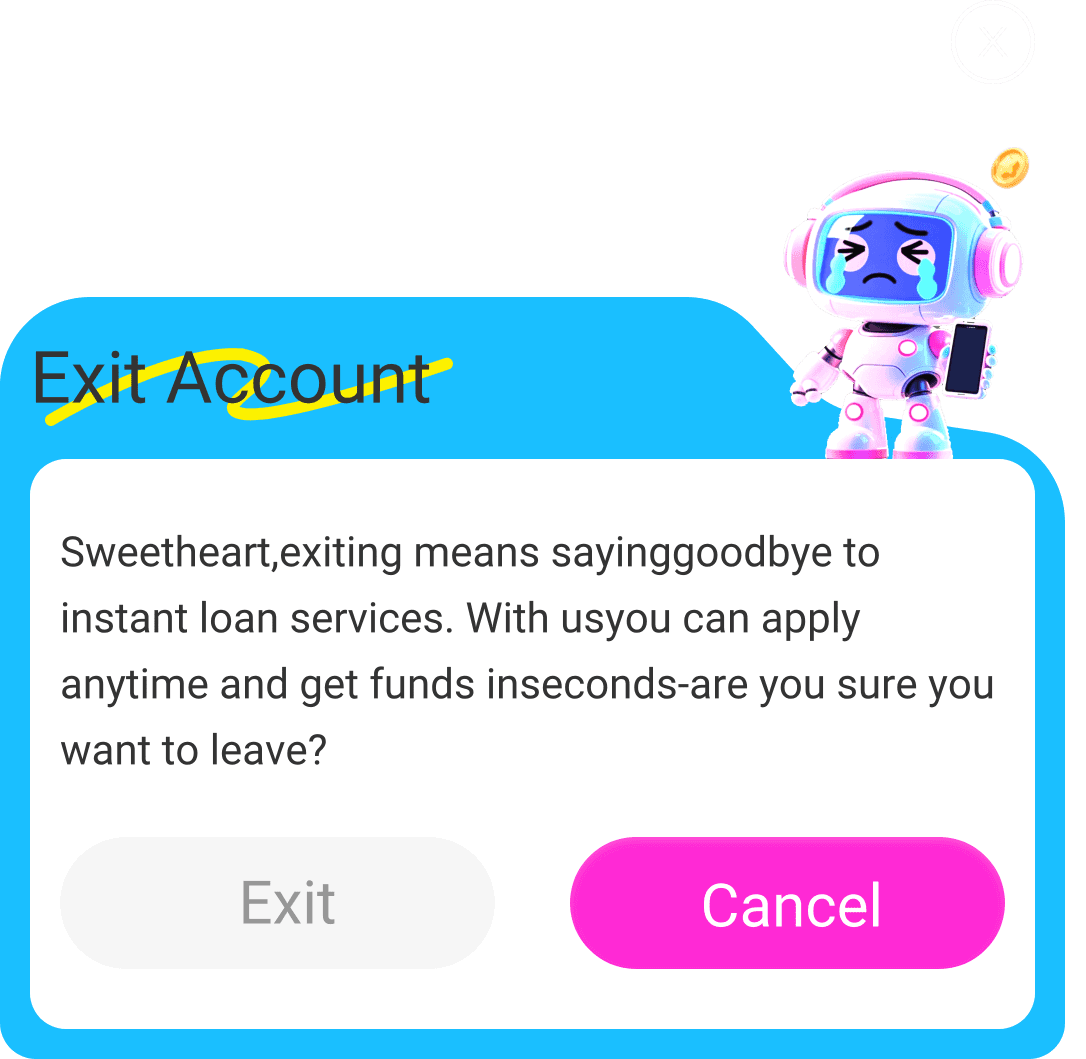 Exit Account
Sweetheart,exiting means sayinggoodbye to
instant loan services. With usyou can apply
anytime and get funds inseconds-are you sure you
want to leave?
Exit
Cancel